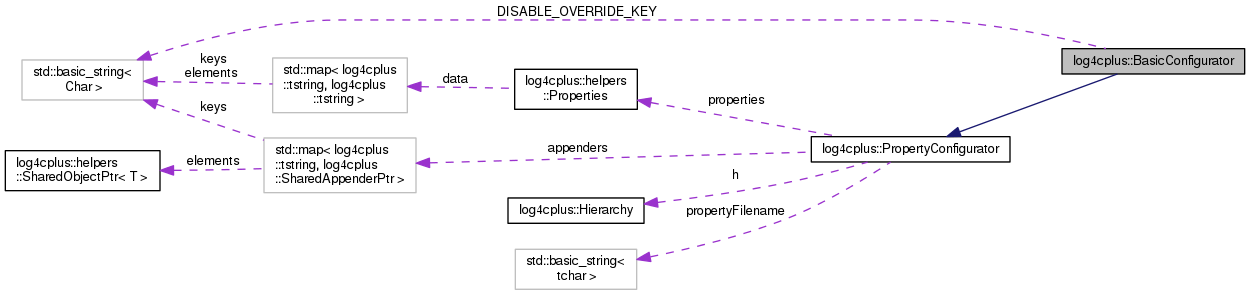 DISABLE_OVERRIDE_KEY
log4cplus::BasicConfigurator
std::basic_string<
Char >
keys
elements
std::map< log4cplus
::tstring, log4cplus
::tstring >
data
log4cplus::helpers
::Properties
properties
keys
log4cplus::PropertyConfigurator
log4cplus::helpers
::SharedObjectPtr< T >
elements
std::map< log4cplus
::tstring, log4cplus
::SharedAppenderPtr >
appenders
h
log4cplus::Hierarchy
propertyFilename
std::basic_string<
tchar >